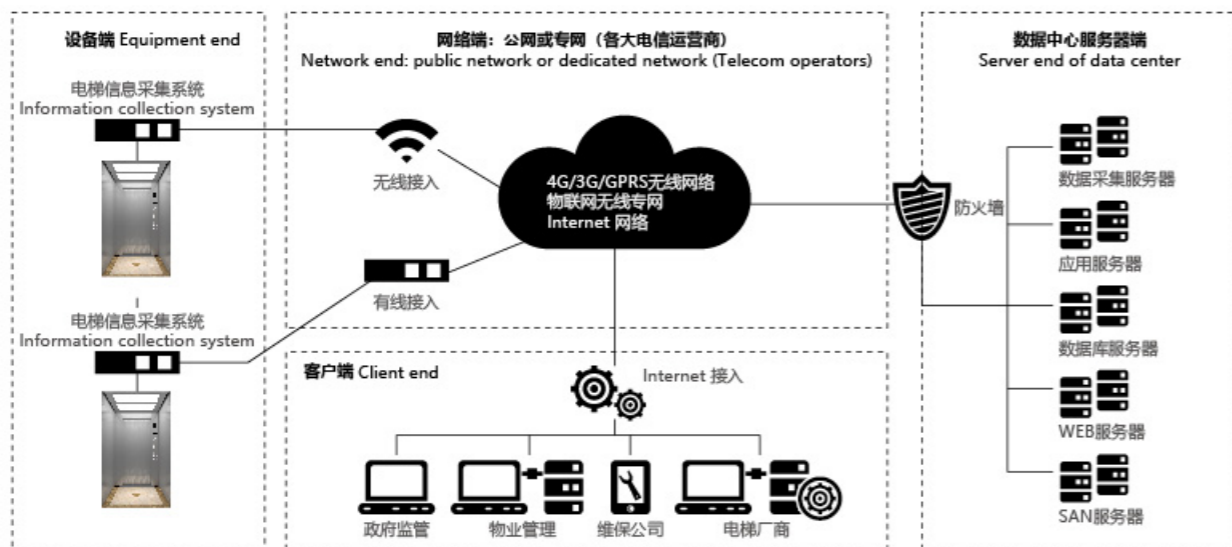 设备端 Equipment end
电梯信息采集系统
Information collection system
电梯信息采集系统
Information collection system
网络端：公网或专网（各大电信运营商）
Network end: public network or dedicated network (Telecom operators)
无线接入
4G/3G/GPRS无线网络
物联网无线专网
Internet 网络
有线接入
客户端 Client end
Internet 接入
政府监管
物业管理
维保公司
电梯厂商
数据中心服务器端
Server end of data center
防火墙
数据采集服务器
应用服务器
数据库服务器
WEB服务器
SAN服务器